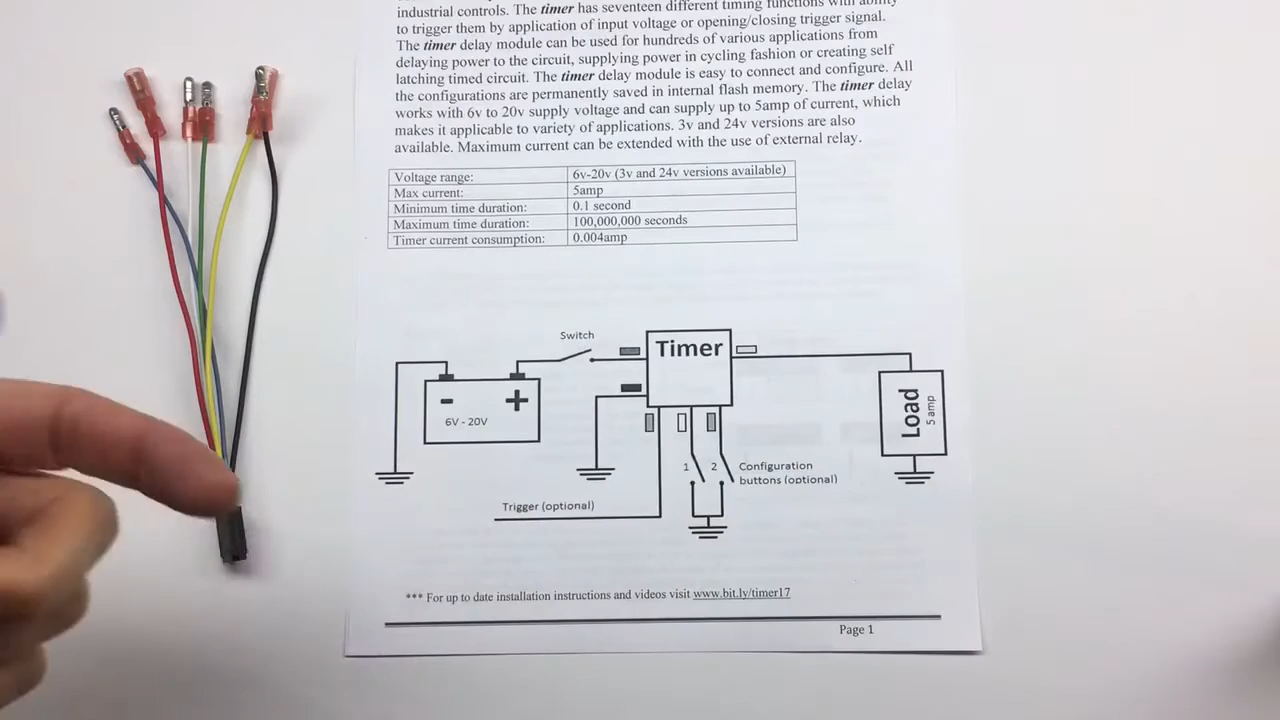 industrial controls. The timer has seventeen different timing functions with ability
to trigger them by application of input voltage or opening/closing trigger signal.
The timer delay module can be used for hundreds of various applications from
delaying power to the circuit, supplying power in cycling fashion or creating self
latching timed circuit. The timer delay module is easy to connect and configure. All
the configurations are permanently saved in internal flash memory. The timer delay
works with 6v to 20v supply voltage and can supply up to 5amp of current, which
makes it applicable to variety of applications. 3v and 24v versions are also
available. Maximum current can be extended with the use of external relay.
Voltage range: 6v-20v (3v and 24v versions available)
Max current: 5amp
Minimum time duration: 0.1 second
Maximum time duration: 100,000,000 seconds
Timer current consumption: 0.004amp
Switch
Timer
- +
6V - 20V
Load
5 amp
1 2 Configuration
buttons (optional)
Trigger (optional)
*** For up to date installation instructions and videos visit www.bit.ly/timer17
Page 1